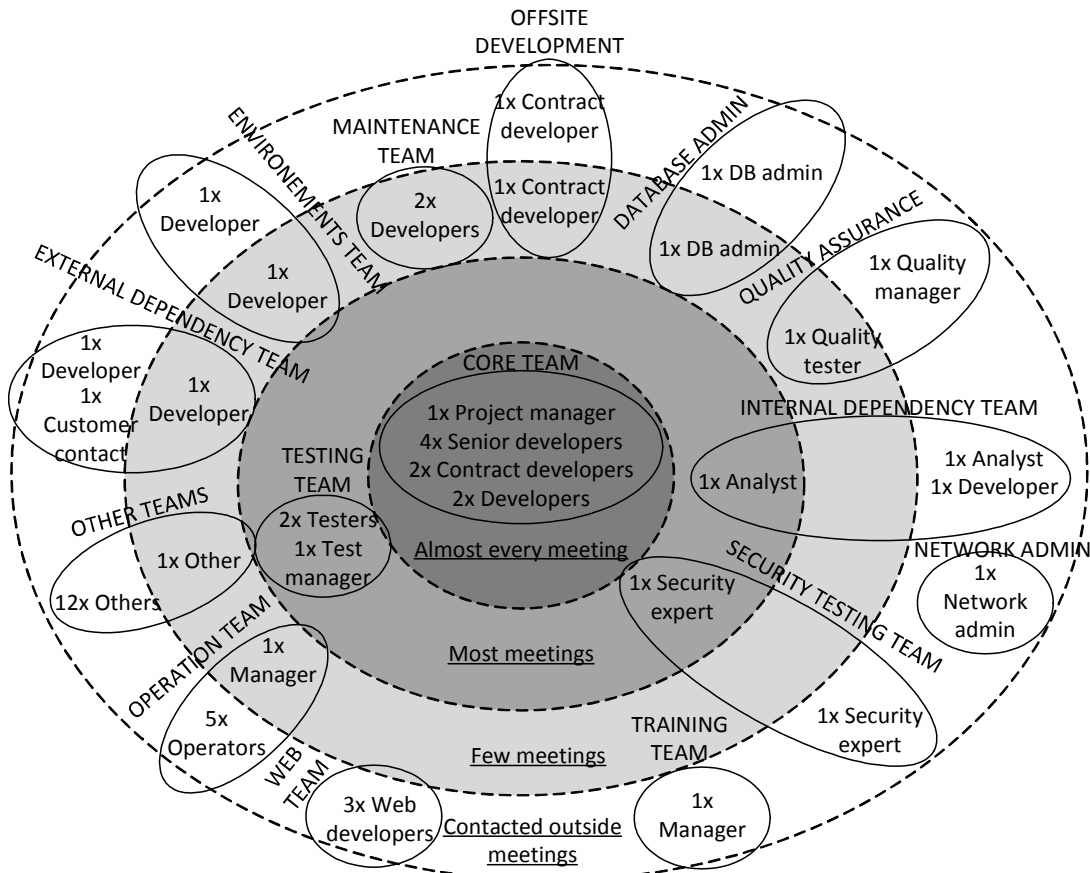 OFFSITE
DEVELOPMENT
1x Contract
developer
1x Contract
developer
MAINTENANCE
TEAM
2x
Developers
ENVIRONEMENTS TEAM
1x
Developer
1x
Developer
DATABASE ADMIN
1x DB admin
1x DB admin
QUALITY ASSURANCE
1x Quality
manager
1x Quality
tester
EXTERNAL DEPENDENCY TEAM
1x
Developer
1x
Customer
contact
1x
Developer
CORE TEAM
1x Project manager
4x Senior developers
2x Contract developers
2x Developers
Almost every meeting
INTERNAL DEPENDENCY TEAM
1x Analyst
1x Analyst
1x Developer
TESTING
TEAM
2x Testers
1x Test
manager
OTHER TEAMS
1x Other
12x Others
NETWORK ADMIN
1x
Network
admin
SECURITY TESTING TEAM
1x Security
expert
1x Security
expert
Most meetings
OPERATION TEAM
1x
Manager
5x
Operators
Few meetings
WEB
TEAM
3x Web
developers
TRAINING
TEAM
1x
Manager
Contacted outside
meetings